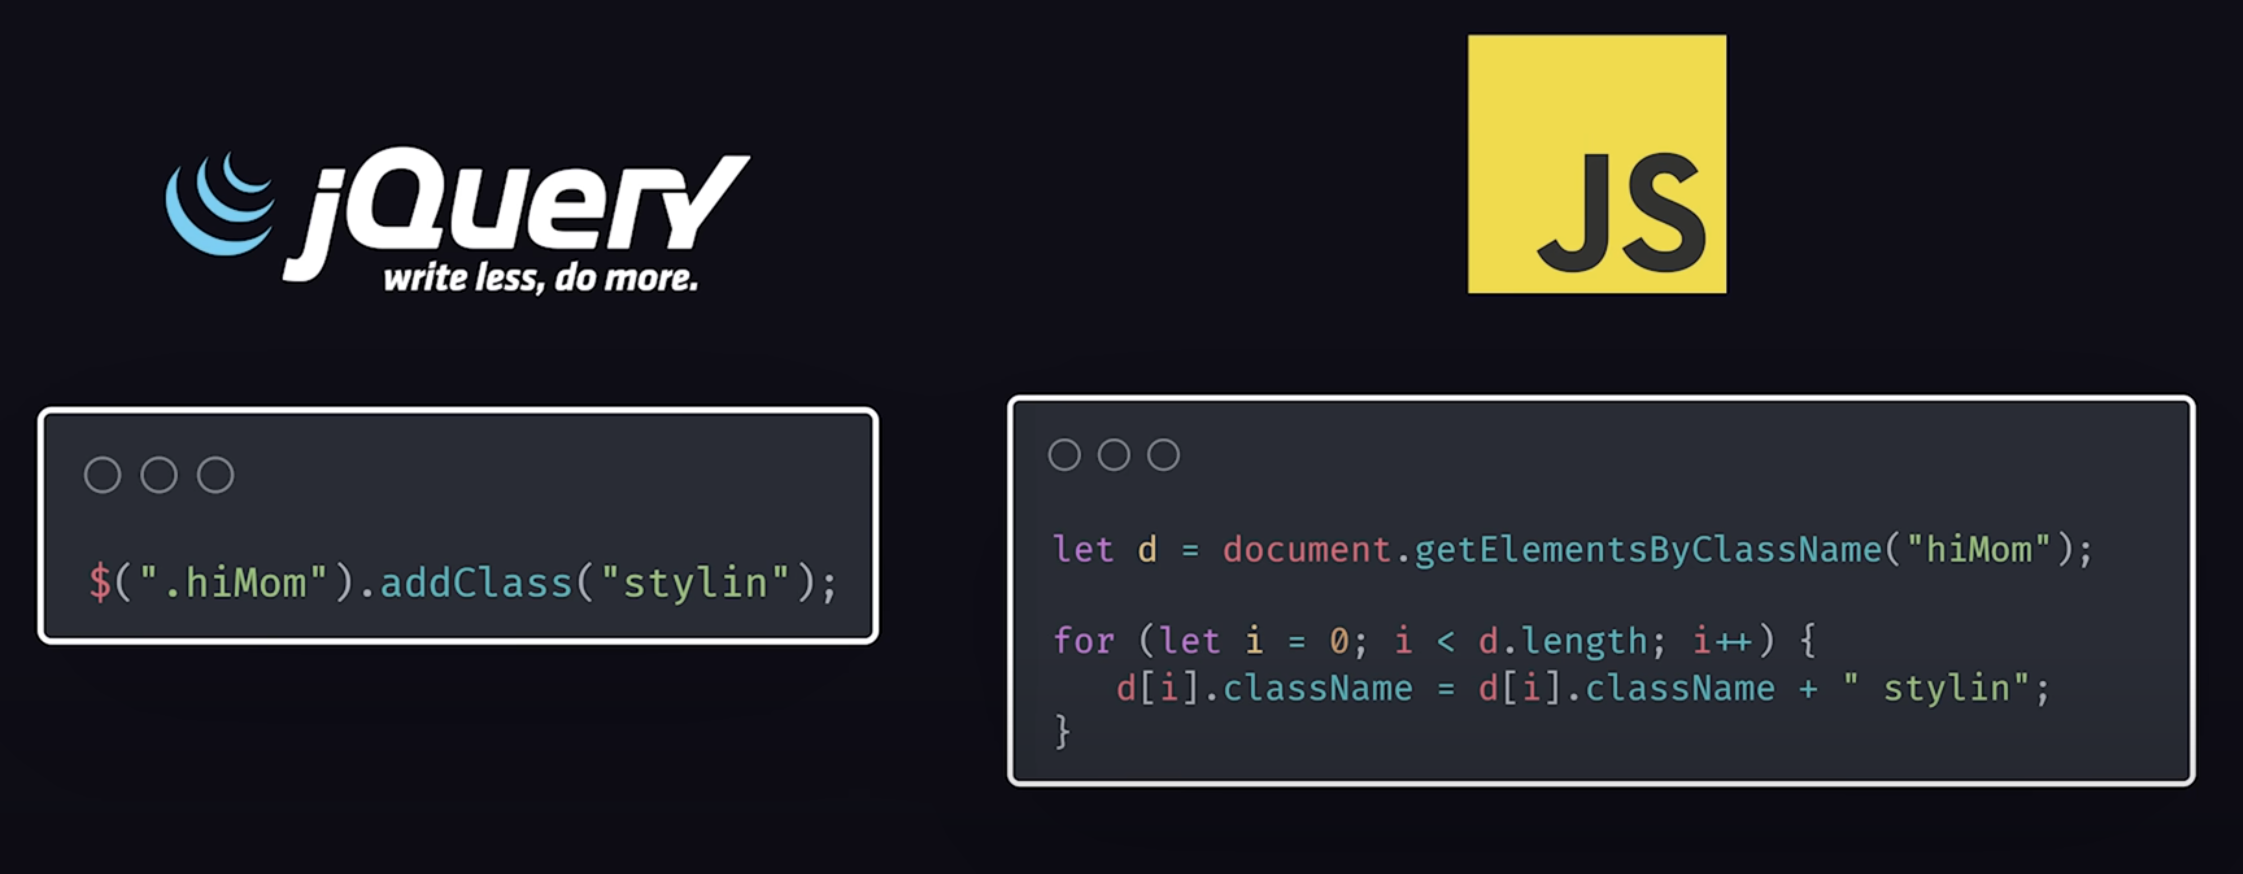 jQuery
write less, do more.
JS
$(".hiMom").addClass("stylin");
let d = document.getElementsByClassName("hiMom");
for (let i = 0; i < d.length; i++) {
d[i].className = d[i].className + " stylin";
}